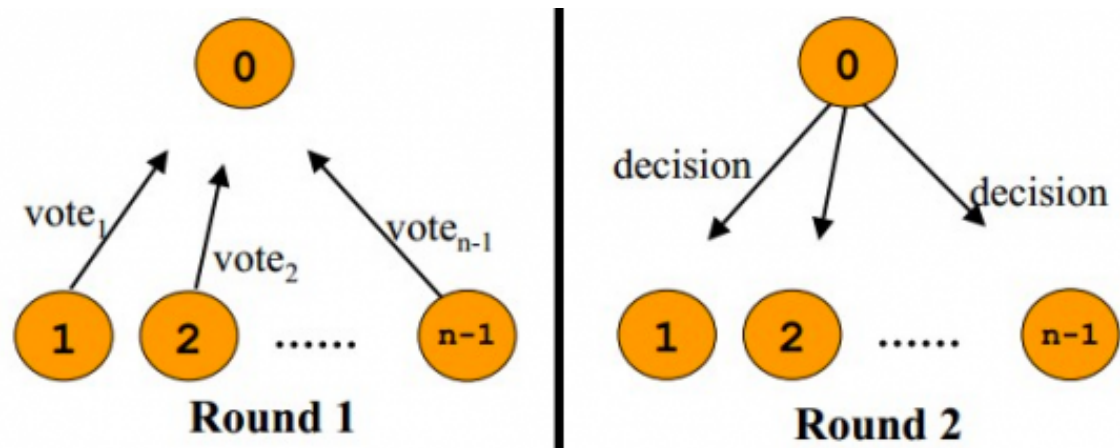 0
vote₁
vote₂
voteₙ₋₁
1
2
......
n-1
Round 1
0
decision
decision
1
2
......
n-1
Round 2